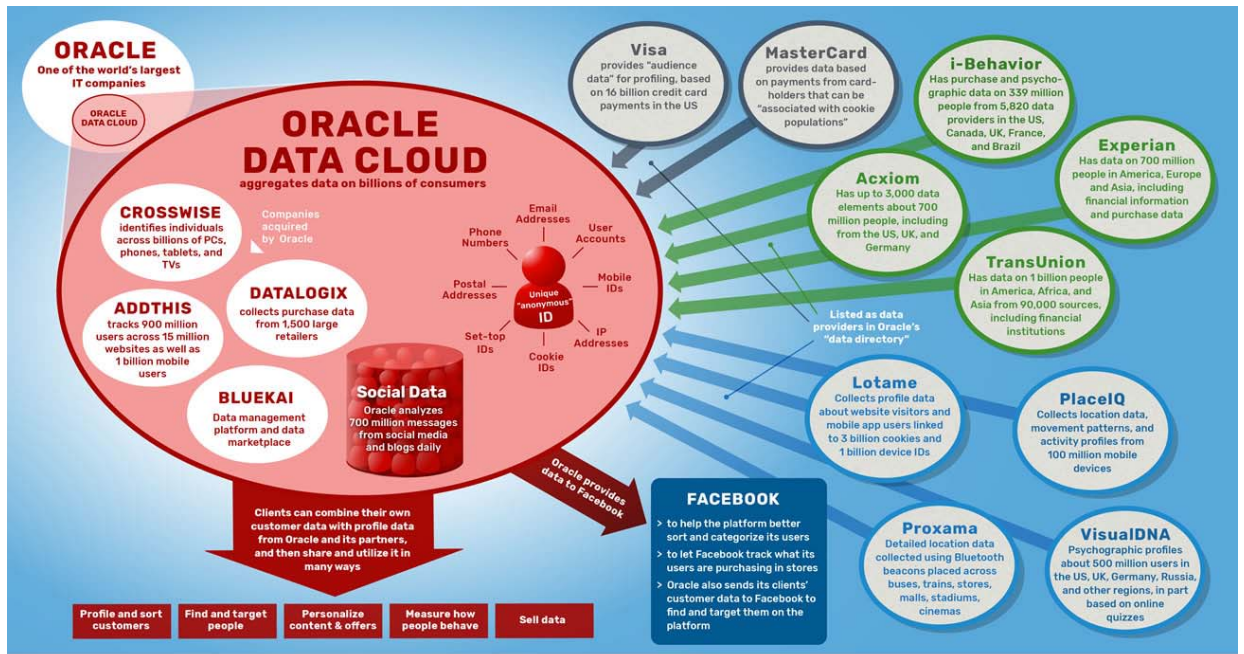 ORACLE
One of the world's largest
IT companies
ORACLE
DATA CLOUD
ORACLE
DATA CLOUD
aggregates data on billions of consumers
CROSSWISE
identifies individuals
across billions of PCs,
phones, tablets, and
TVs
Companies
acquired
by Oracle
ADDTHIS
tracks 900 million
users across 15 million
websites as well as
1 billion mobile
users
DATALOGIX
collects purchase data
from 1,500 large
retailers
BLUEKAI
Data management
platform and data
marketplace
Social Data
Oracle analyzes
700 million messages
from social media
and blogs daily
Email
Addresses
Phone
Numbers
User
Accounts
Postal
Addresses
Mobile
IDs
Unique
"anonymous"
ID
Set-top
IDs
IP
Addresses
Cookie
IDs
Clients can combine their own
customer data with profile data
from Oracle and its partners,
and then share and utilize it in
many ways
Profile and sort
customers
Find and target
people
Personalize
content & offers
Measure how
people behave
Sell data
Oracle provides
data to Facebook
FACEBOOK
> to help the platform better
sort and categorize its users
> to let Facebook track what its
users are purchasing in stores
> Oracle also sends its clients'
customer data to Facebook to
find and target them on the
platform
Visa
provides "audience
data" for profiling, based
on 16 billion credit card
payments in the US
MasterCard
provides data based
on payments from card-
holders that can be
"associated with cookie
populations"
i-Behavior
Has purchase and psycho-
graphic data on 339 million
people from 5,820 data
providers in the US,
Canada, UK, France,
and Brazil
Experian
Has data on 700 million
people in America, Europe
and Asia, including
financial information
and purchase data
Acxiom
Has up to 3,000 data
elements about 700
million people, including
from the US, UK, and
Germany
TransUnion
Has data on 1 billion people
in America, Africa, and
Asia from 90,000 sources,
including financial
institutions
Listed as data
providers in Oracle's
"data directory"
Lotame
Collects profile data
about website visitors and
mobile app users linked
to 3 billion cookies and
1 billion device IDs
PlaceIQ
Collects location data,
movement patterns, and
activity profiles from
100 million mobile
devices
Proxama
Detailed location data
collected using Bluetooth
beacons placed across
buses, trains, stores,
malls, stadiums,
cinemas
VisualDNA
Psychographic profiles
about 500 million users in
the US, UK, Germany, Russia,
and other regions, in part
based on online
quizzes